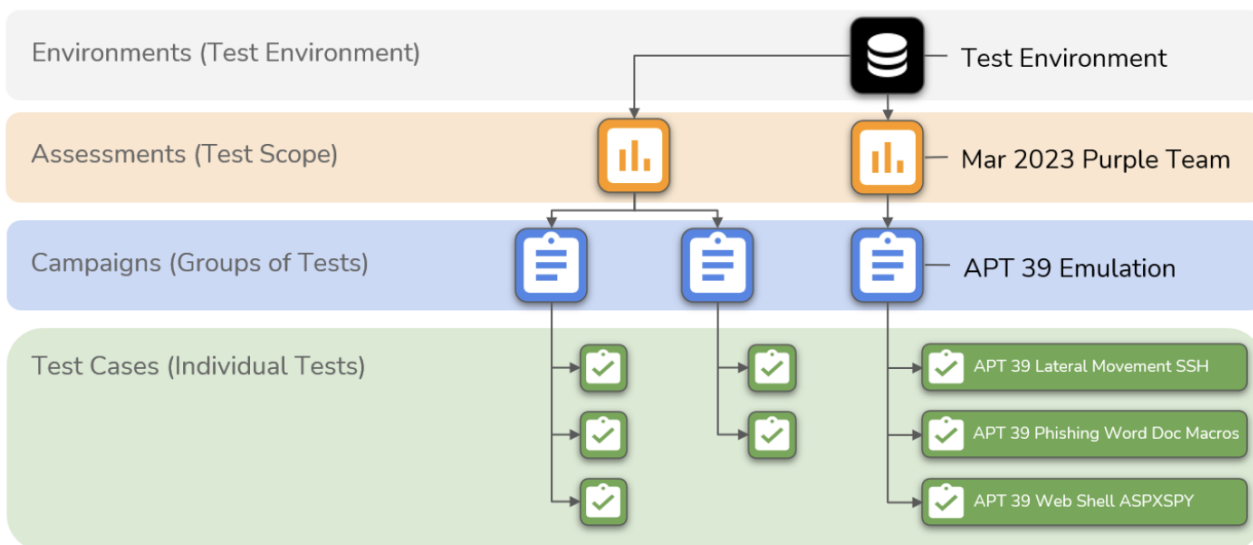 Environments (Test Environment)
Test Environment
Assessments (Test Scope)
Mar 2023 Purple Team
Campaigns (Groups of Tests)
APT 39 Emulation
Test Cases (Individual Tests)
APT 39 Lateral Movement SSH
APT 39 Phishing Word Doc Macros
APT 39 Web Shell ASPXSPY